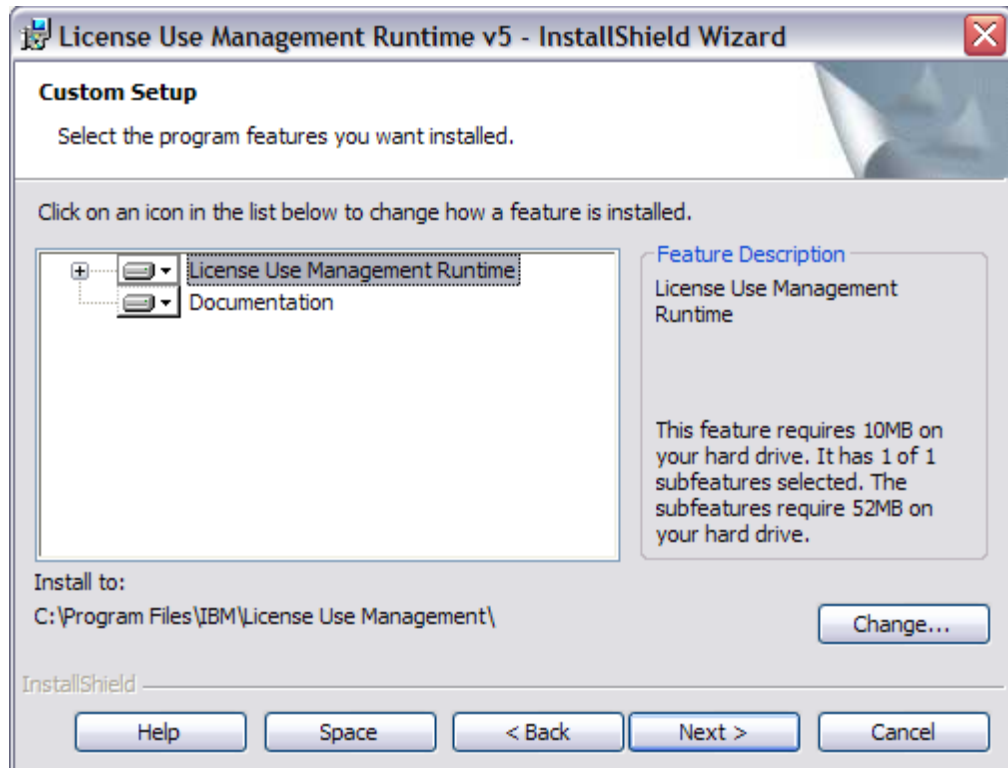 License Use Management Runtime v5 - InstallShield Wizard
Custom Setup
Select the program features you want installed.
Click on an icon in the list below to change how a feature is installed.
License Use Management Runtime
Documentation
Feature Description
License Use Management
Runtime
This feature requires 10MB on
your hard drive. It has 1 of 1
subfeatures selected. The
subfeatures require 52MB on
your hard drive.
Install to:
C:\Program Files\IBM\License Use Management\
Change...
InstallShield
Help
Space
< Back
Next >
Cancel